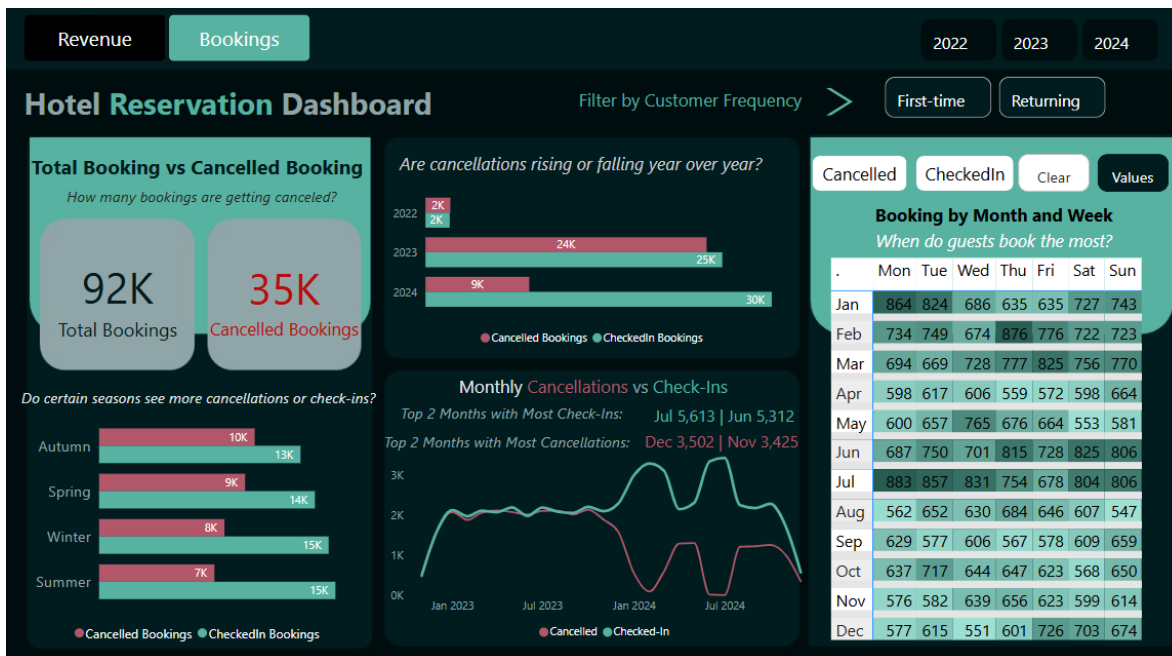 Revenue
Bookings
2022
2023
2024
Hotel Reservation Dashboard
Filter by Customer Frequency
First-time
Returning
Total Booking vs Cancelled Booking
How many bookings are getting canceled?
92K
Total Bookings
35K
Cancelled Bookings
Do certain seasons see more cancellations or check-ins?
Autumn
10K
13K
Spring
9K
14K
Winter
8K
15K
Summer
7K
15K
Cancelled Bookings CheckedIn Bookings
Are cancellations rising or falling year over year?
2022
2K
2K
2023
24K
25K
2024
9K
30K
Cancelled Bookings CheckedIn Bookings
Monthly Cancellations vs Check-Ins
Top 2 Months with Most Check-Ins: Jul 5,613 | Jun 5,312
Top 2 Months with Most Cancellations: Dec 3,502 | Nov 3,425
3K
2K
1K
0K
Jan 2023 Jul 2023 Jan 2024 Jul 2024
Cancelled Checked-In
Cancelled
CheckedIn
Clear
Values
Booking by Month and Week
When do guests book the most?
. Mon Tue Wed Thu Fri Sat Sun
Jan 864 824 686 635 635 727 743
Feb 734 749 674 876 776 722 723
Mar 694 669 728 777 825 756 770
Apr 598 617 606 559 572 598 664
May 600 657 765 676 664 553 581
Jun 687 750 701 815 728 825 806
Jul 883 857 831 754 678 804 806
Aug 562 652 630 684 646 607 547
Sep 629 577 606 567 578 609 659
Oct 637 717 644 647 623 568 650
Nov 576 582 639 656 623 599 614
Dec 577 615 551 601 726 703 674